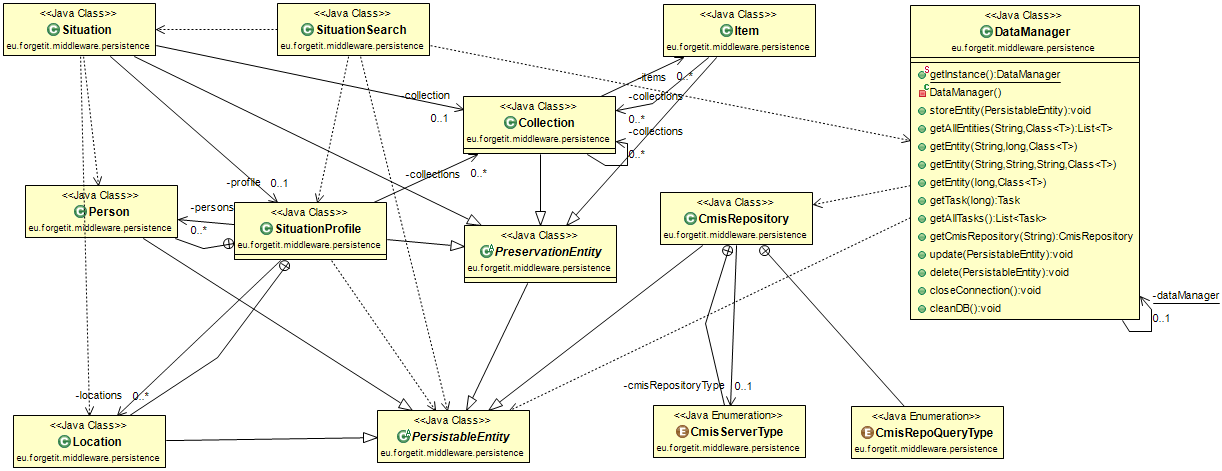 <<Java Class>>
Situation
eu.forgetit.middleware.persistence
<<Java Class>>
SituationSearch
eu.forgetit.middleware.persistence
<<Java Class>>
Item
eu.forgetit.middleware.persistence
<<Java Class>>
DataManager
eu.forgetit.middleware.persistence
getInstance():DataManager
DataManager()
storeEntity(PersistableEntity):void
getAllEntities(String,Class<T>):List<T>
getEntity(String,long,Class<T>)
getEntity(String,String,String,Class<T>)
getEntity(long,Class<T>)
getTask(long):Task
getAllTasks():List<Task>
getCmisRepository(String):CmisRepository
update(PersistableEntity):void
delete(PersistableEntity):void
closeConnection():void
cleanDB():void
-dataManager
0..1
-items 0..*
-collection
0..1
-collections
0..*
-collections
0..*
<<Java Class>>
Collection
eu.forgetit.middleware.persistence
-profile 0..1
-collections 0..*
<<Java Class>>
Person
eu.forgetit.middleware.persistence
-persons
0..*
<<Java Class>>
SituationProfile
eu.forgetit.middleware.persistence
<<Java Class>>
PreservationEntity
eu.forgetit.middleware.persistence
<<Java Class>>
CmisRepository
eu.forgetit.middleware.persistence
-locations 0..*
-cmisRepositoryType 0..1
<<Java Class>>
Location
eu.forgetit.middleware.persistence
<<Java Class>>
PersistableEntity
eu.forgetit.middleware.persistence
<<Java Enumeration>>
CmisServerType
eu.forgetit.middleware.persistence
<<Java Enumeration>>
CmisRepoQueryType
eu.forgetit.middleware.persistence